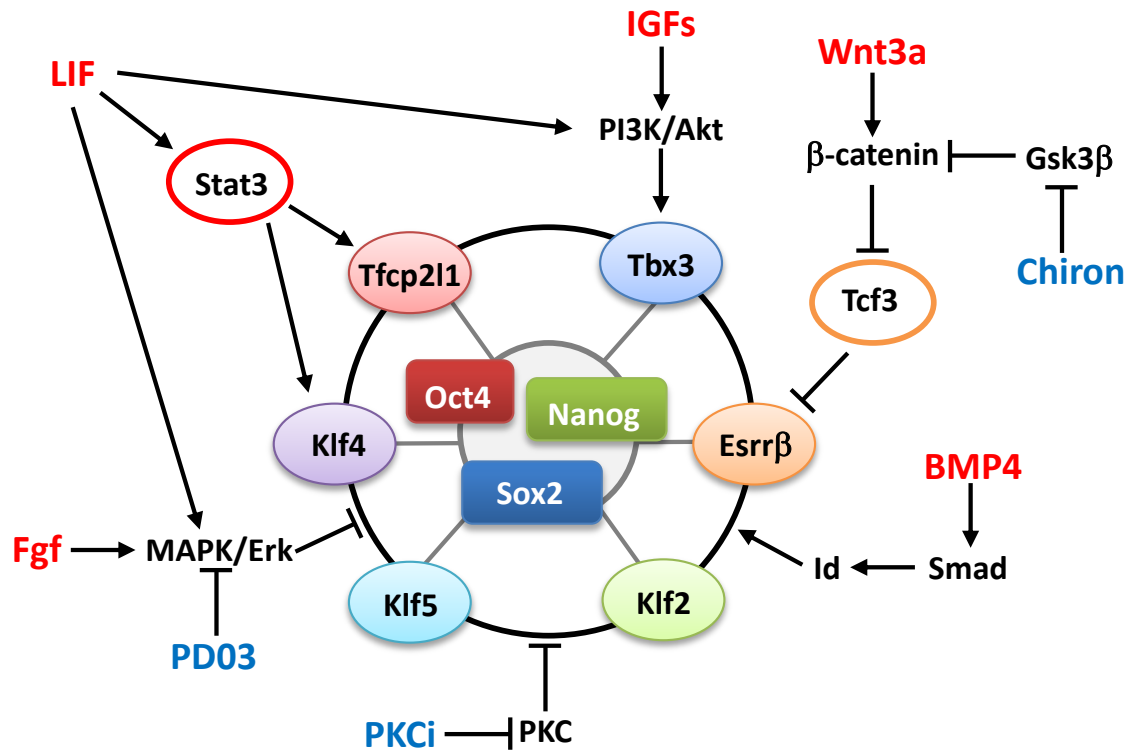 IGFs
Wnt3a
LIF
PI3K/Akt
β-catenin
Gsk3β
Stat3
Tfcp2l1
Tbx3
Chiron
Tcf3
Oct4
Nanog
Klf4
Esrrβ
BMP4
Sox2
Fgf
MAPK/Erk
Id
Smad
Klf5
Klf2
PD03
PKCi
PKC